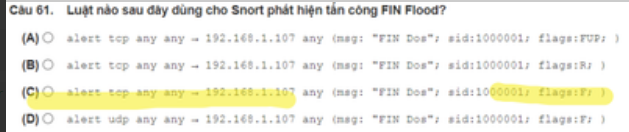 Câu 61. Luật nào sau đây dùng cho Snort phát hiện tấn công FIN Flood?
(A) alert tcp any any → 192.168.1.107 any (msg: "FIN Dos"; sid:1000001; flags:FUP; )
(B) alert tcp any any → 192.168.1.107 any (msg: "FIN Dos"; sid:1000001; flags:R; )
(C) alert tcp any any → 192.168.1.107 any (msg: "FIN Dos"; sid:1000001; flags:F; )
(D) alert udp any any → 192.168.1.107 any (msg: "FIN Dos"; sid:1000001; flags:F; )